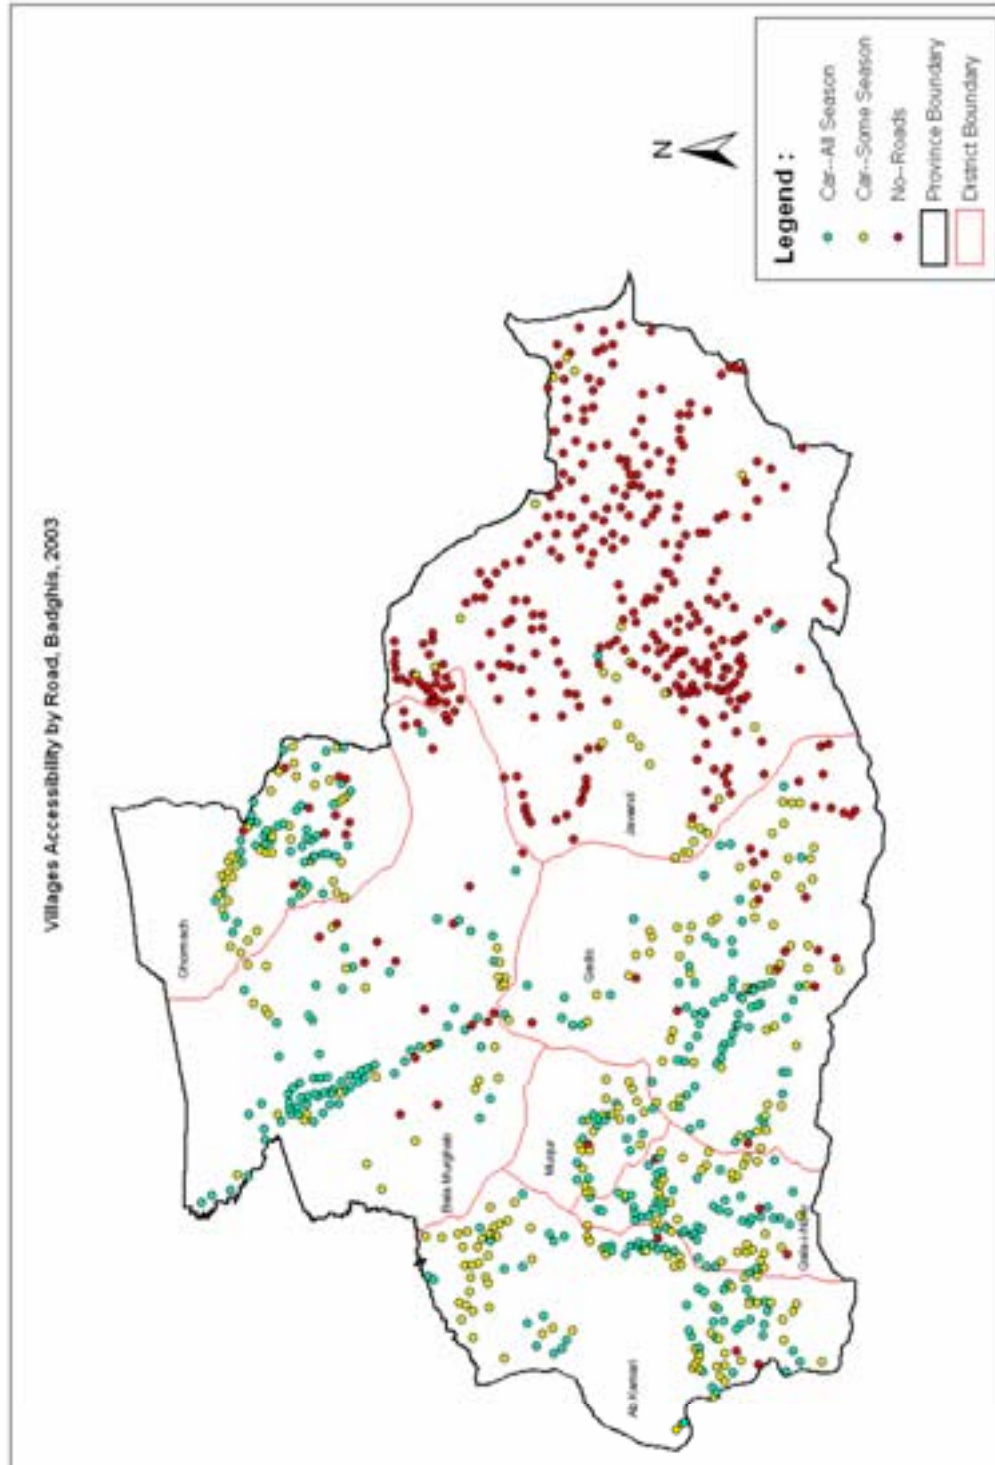 Villages Accessibility by Road, Badghis, 2003
N
Legend :
Car--All Season
Car--Some Season
No--Roads
Province Boundary
District Boundary
Ghormach
Bala Murghab
Muqur
Qadis
Jawand
Ab Kamari
Qala-I-Naw